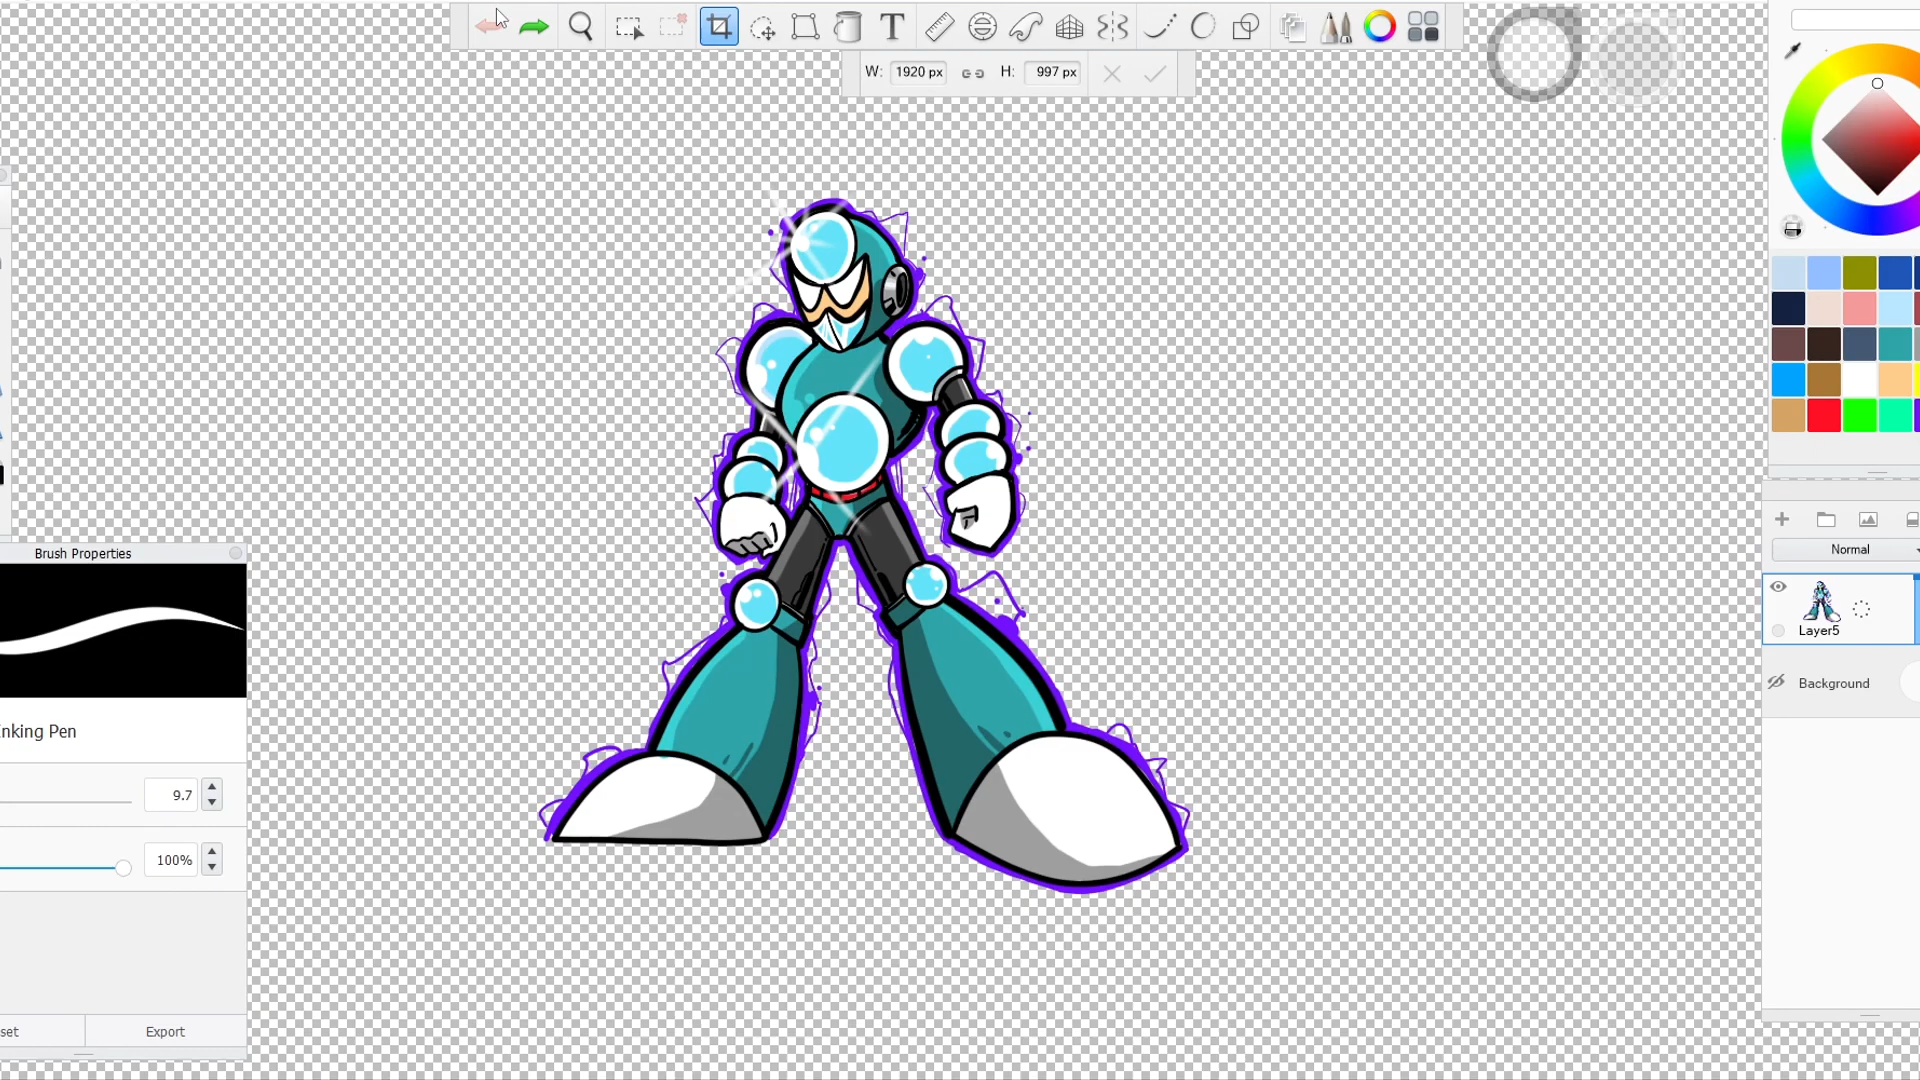 W: 1920 px H: 997 px
Brush Properties
nking Pen
9.7
100%
set Export
Normal
Layer5
Background